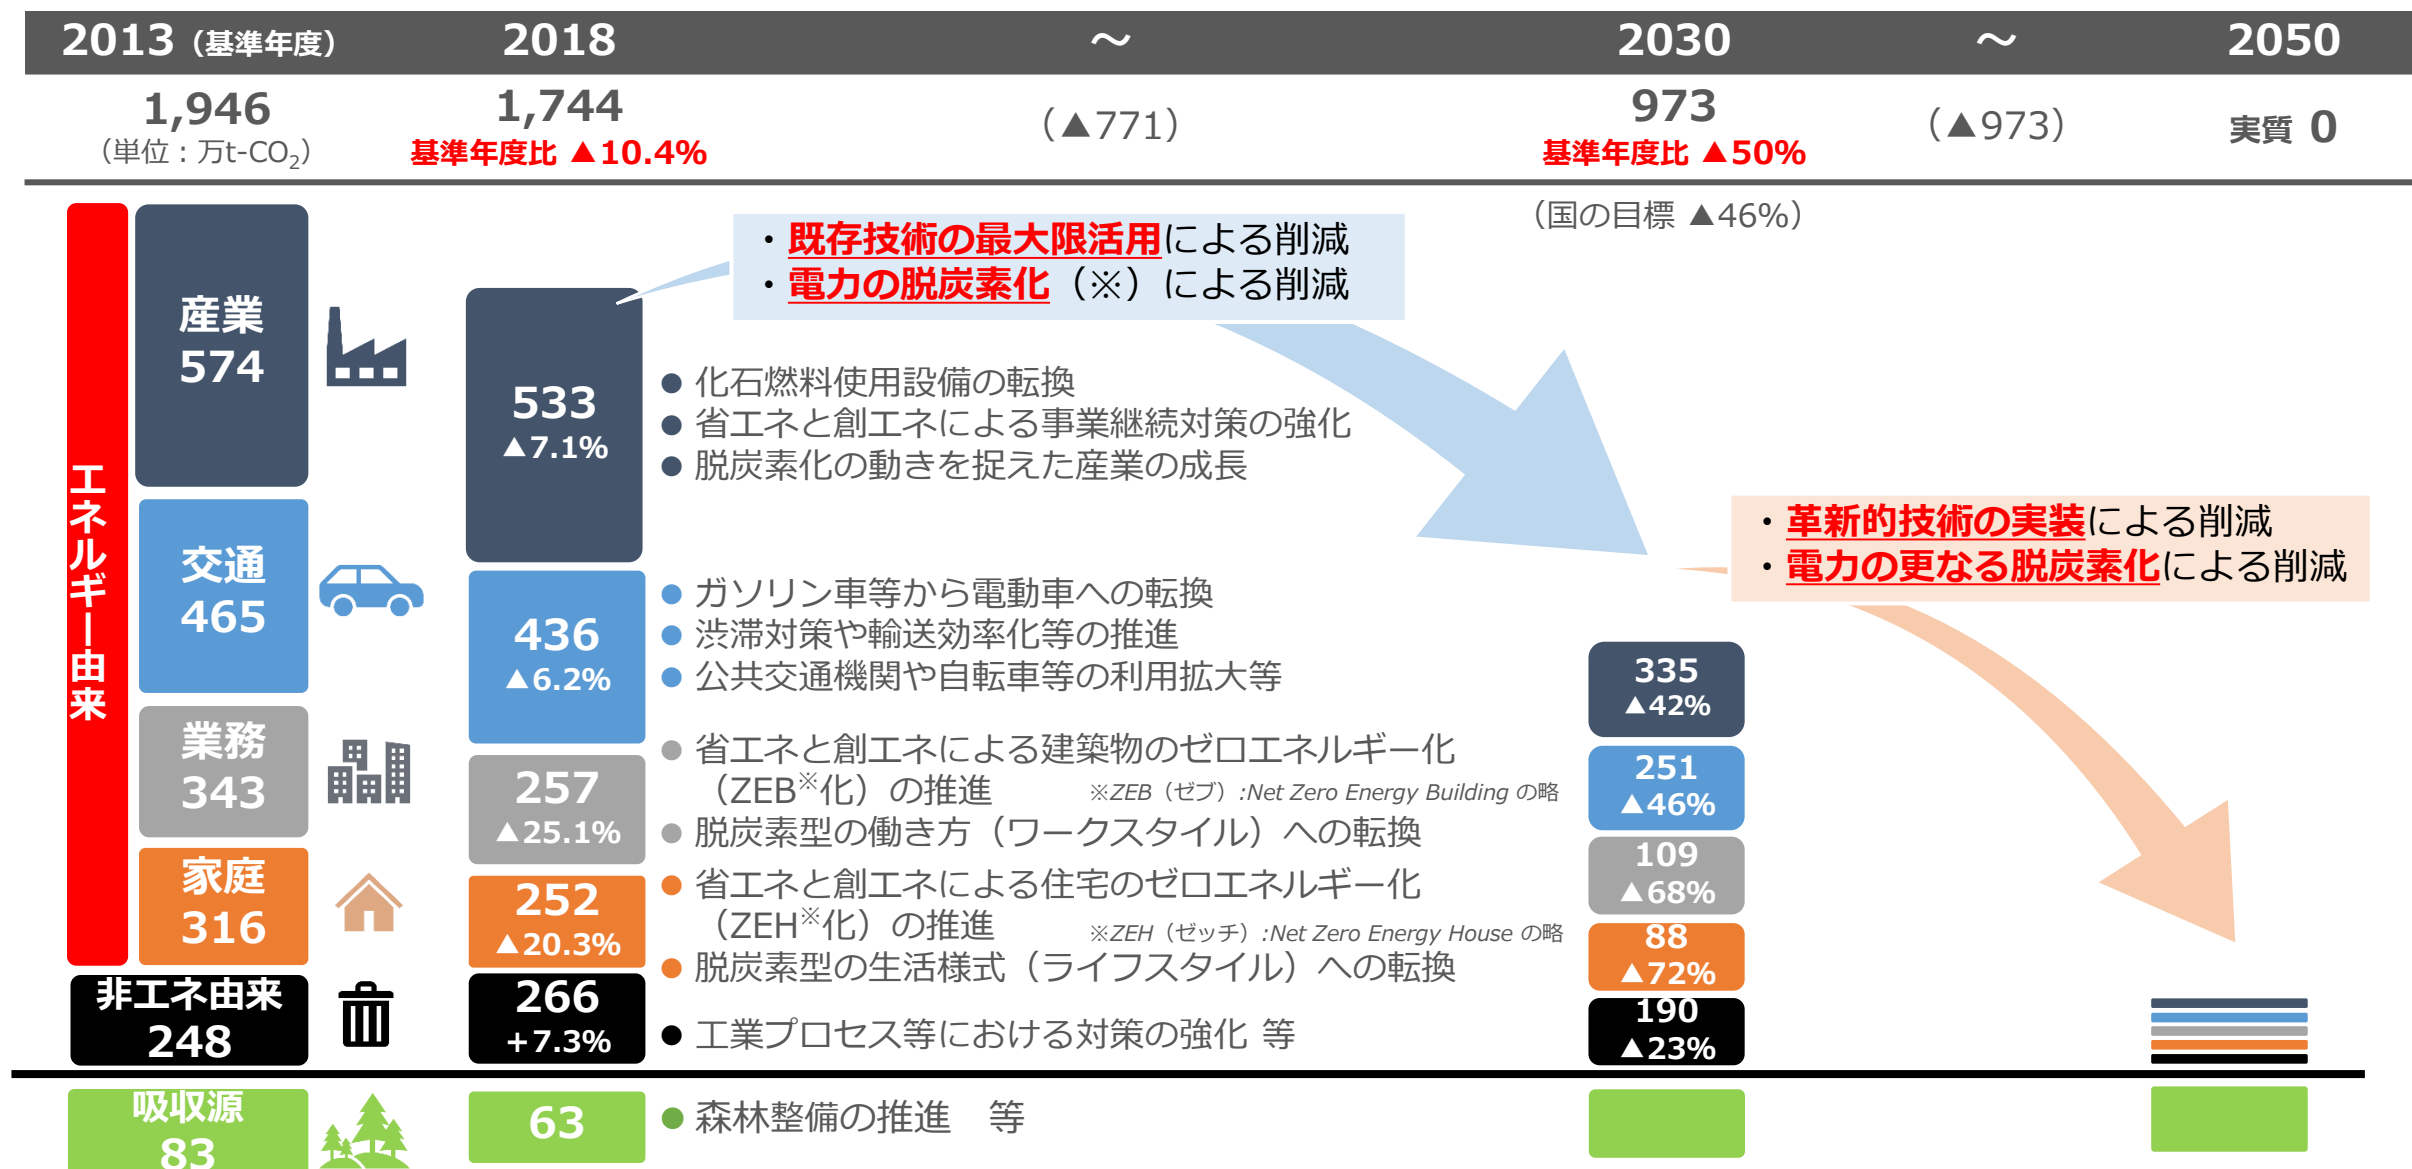 2013（基準年度） 2018 ～ 2030 ～ 2050
1,946
（単位：万t-CO₂）
1,744
基準年度比 ▲10.4%
（▲771）
973
基準年度比 ▲50%
（▲973）
実質 0
（国の目標 ▲46%）
・既存技術の最大限活用による削減
・電力の脱炭素化（※）による削減
エネルギー由来
産業
574
533
▲7.1%
● 化石燃料使用設備の転換
● 省エネと創エネによる事業継続対策の強化
● 脱炭素化の動きを捉えた産業の成長
・革新的技術の実装による削減
・電力の更なる脱炭素化による削減
交通
465
436
▲6.2%
● ガソリン車等から電動車への転換
● 渋滞対策や輸送効率化等の推進
● 公共交通機関や自転車等の利用拡大等
335
▲42%
業務
343
257
▲25.1%
● 省エネと創エネによる建築物のゼロエネルギー化
（ZEB※化）の推進 ※ZEB（ゼブ）:Net Zero Energy Building の略
● 脱炭素型の働き方（ワークスタイル）への転換
251
▲46%
109
▲68%
家庭
316
252
▲20.3%
● 省エネと創エネによる住宅のゼロエネルギー化
（ZEH※化）の推進 ※ZEH（ゼッチ）:Net Zero Energy House の略
● 脱炭素型の生活様式（ライフスタイル）への転換
88
▲72%
非エネ由来
248
266
+7.3%
● 工業プロセス等における対策の強化 等
190
▲23%
吸収源
83
63
● 森林整備の推進　等